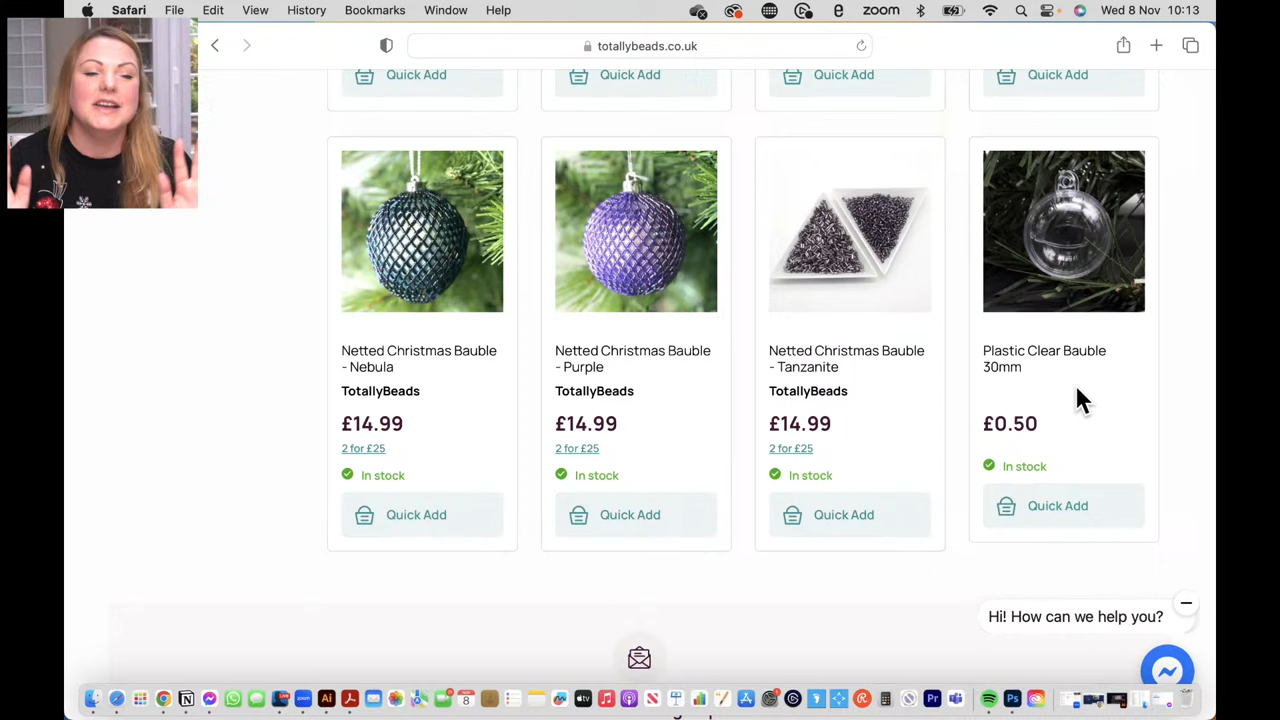 Safari File Edit View History Bookmarks Window Help zoom Wed 8 Nov 10:13
totallybeads.co.uk
Quick Add Quick Add Quick Add Quick Add
Netted Christmas Bauble
- Nebula
TotallyBeads
£14.99
2 for £25
In stock
Quick Add
Netted Christmas Bauble
- Purple
TotallyBeads
£14.99
2 for £25
In stock
Quick Add
Netted Christmas Bauble
- Tanzanite
TotallyBeads
£14.99
2 for £25
In stock
Quick Add
Plastic Clear Bauble
30mm
£0.50
In stock
Quick Add
Hi! How can we help you?